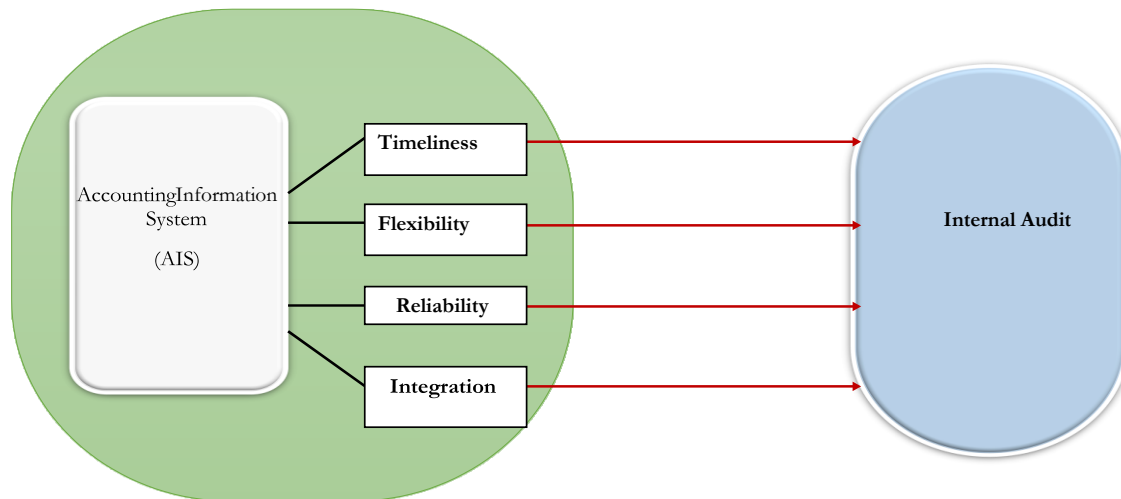 Timeliness
AccountingInformation
System
(AIS)
Flexibility
Internal Audit
Reliability
Integration